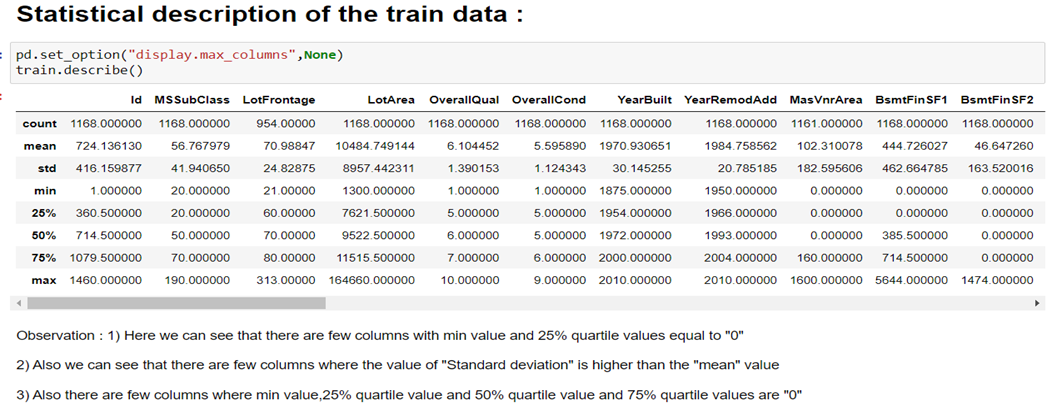 Statistical description of the train data :
pd.set_option("display.max_columns",None)
train.describe()
Id MSSubClass LotFrontage LotArea OverallQual OverallCond YearBuilt YearRemodAdd MasVnrArea BsmtFinSF1 BsmtFinSF2
count 1168.000000 1168.000000 954.00000 1168.000000 1168.000000 1168.000000 1168.000000 1168.000000 1161.000000 1168.000000 1168.000000
mean 724.136130 56.767979 70.98847 10484.749144 6.104452 5.595890 1970.930651 1984.758562 102.310078 444.726027 46.647260
std 416.159877 41.940650 24.82875 8957.442311 1.390153 1.124343 30.145255 20.785185 182.595606 462.664785 163.520016
min 1.000000 20.000000 21.00000 1300.000000 1.000000 1.000000 1875.000000 1950.000000 0.000000 0.000000 0.000000
25% 360.500000 20.000000 60.00000 7621.500000 5.000000 5.000000 1954.000000 1966.000000 0.000000 0.000000 0.000000
50% 714.500000 50.000000 70.00000 9522.500000 6.000000 5.000000 1972.000000 1993.000000 0.000000 385.500000 0.000000
75% 1079.500000 70.000000 80.00000 11515.500000 7.000000 6.000000 2000.000000 2004.000000 160.000000 714.500000 0.000000
max 1460.000000 190.000000 313.00000 164660.000000 10.000000 9.000000 2010.000000 2010.000000 1600.000000 5644.000000 1474.000000
Observation : 1) Here we can see that there are few columns with min value and 25% quartile values equal to "0"
2) Also we can see that there are few columns where the value of "Standard deviation" is higher than the "mean" value
3) Also there are few columns where min value,25% quartile value and 50% quartile value and 75% quartile values are "0"